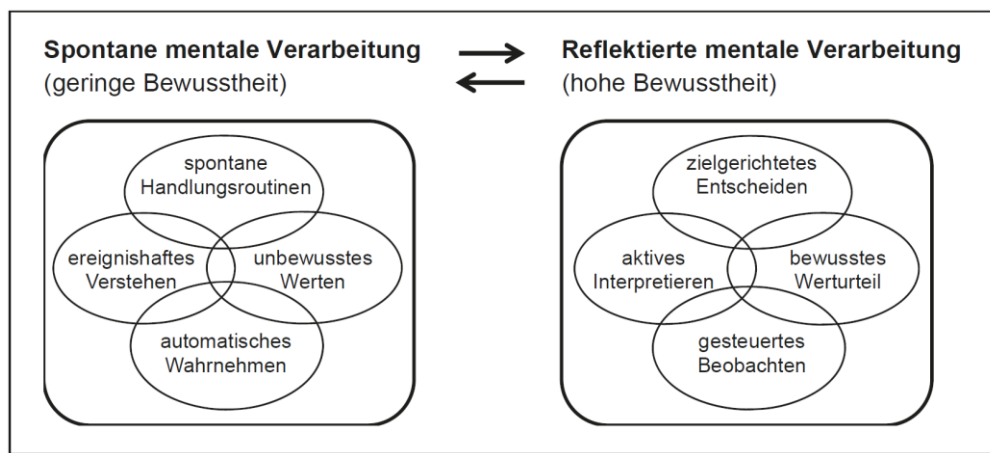 Spontane mentale Verarbeitung
(geringe Bewusstheit)
spontane
Handlungsroutinen
ereignishaftes
Verstehen
unbewusstes
Werten
automatisches
Wahrnehmen
Reflektierte mentale Verarbeitung
(hohe Bewusstheit)
zielgerichtetes
Entscheiden
aktives
Interpretieren
bewusstes
Werturteil
gesteuertes
Beobachten